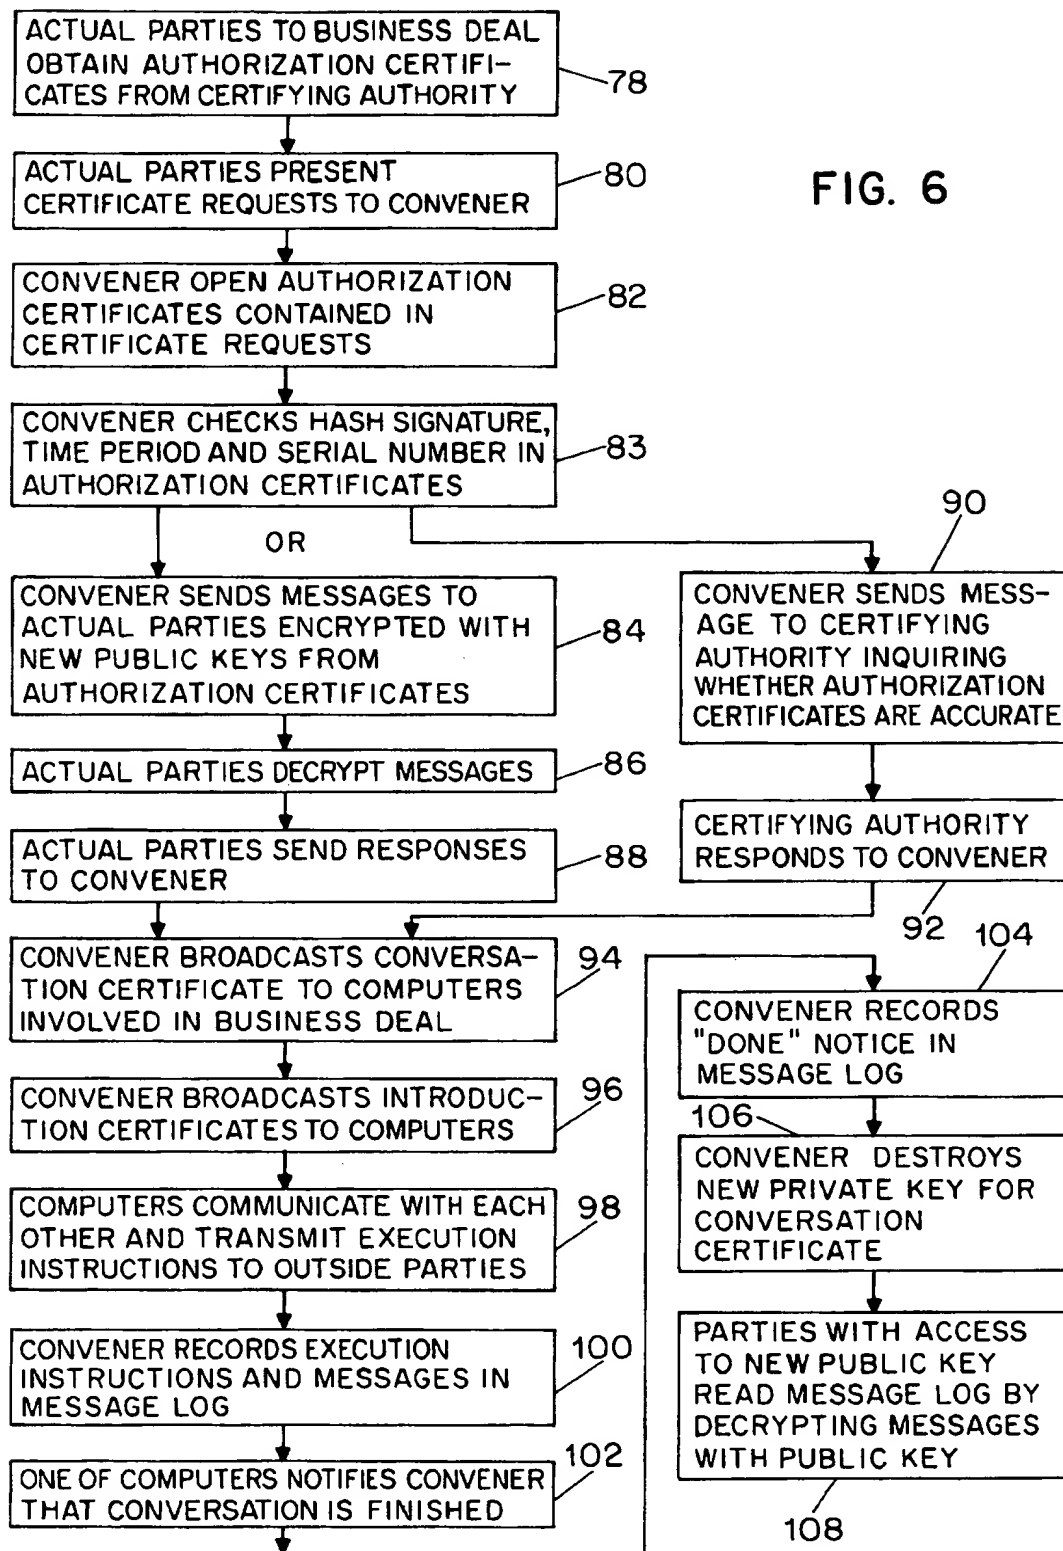 ACTUAL PARTIES TO BUSINESS DEAL
OBTAIN AUTHORIZATION CERTIFI-
CATES FROM CERTIFYING AUTHORITY
78
ACTUAL PARTIES PRESENT
CERTIFICATE REQUESTS TO CONVENER
80
FIG. 6
CONVENER OPEN AUTHORIZATION
CERTIFICATES CONTAINED IN
CERTIFICATE REQUESTS
82
CONVENER CHECKS HASH SIGNATURE,
TIME PERIOD AND SERIAL NUMBER IN
AUTHORIZATION CERTIFICATES
83
OR
CONVENER SENDS MESSAGES TO
ACTUAL PARTIES ENCRYPTED WITH
NEW PUBLIC KEYS FROM
AUTHORIZATION CERTIFICATES
84
ACTUAL PARTIES DECRYPT MESSAGES
86
ACTUAL PARTIES SEND RESPONSES
TO CONVENER
88
90
CONVENER SENDS MESS-
AGE TO CERTIFYING
AUTHORITY INQUIRING
WHETHER AUTHORIZATION
CERTIFICATES ARE ACCURATE
CERTIFYING AUTHORITY
RESPONDS TO CONVENER
92
CONVENER BROADCASTS CONVERSA-
TION CERTIFICATE TO COMPUTERS
INVOLVED IN BUSINESS DEAL
94
CONVENER BROADCASTS INTRODUC-
TION CERTIFICATES TO COMPUTERS
96
COMPUTERS COMMUNICATE WITH EACH
OTHER AND TRANSMIT EXECUTION
INSTRUCTIONS TO OUTSIDE PARTIES
98
CONVENER RECORDS EXECUTION
INSTRUCTIONS AND MESSAGES IN
MESSAGE LOG
100
ONE OF COMPUTERS NOTIFIES CONVENER
THAT CONVERSATION IS FINISHED
102
104
CONVENER RECORDS
"DONE" NOTICE IN
MESSAGE LOG
106
CONVENER DESTROYS
NEW PRIVATE KEY FOR
CONVERSATION
CERTIFICATE
PARTIES WITH ACCESS
TO NEW PUBLIC KEY
READ MESSAGE LOG BY
DECRYPTING MESSAGES
WITH PUBLIC KEY
108